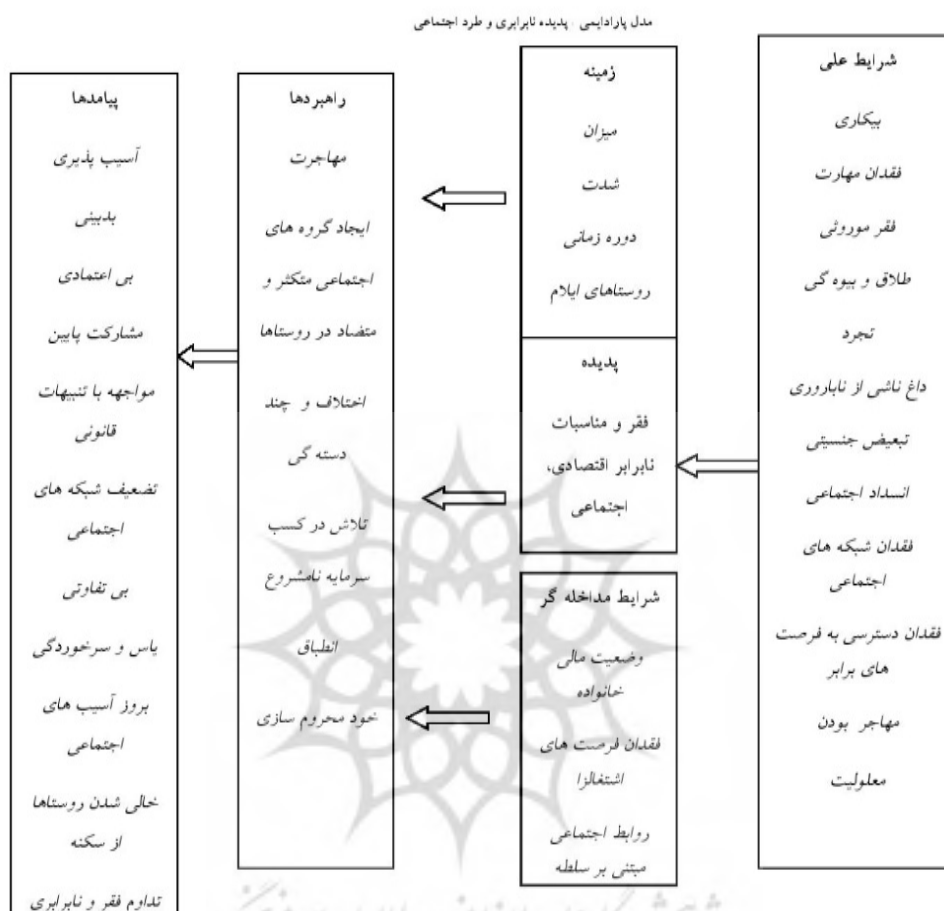 مدل پارادایمی . پدیده نابرابری و طرد اجتماعی
شرایط علی
بیکاری
فقدان مهارت
فقر موروثی
طلاق و بیوه گی
تجرد
داغ ناشی از ناباروری
تبعیض جنسیتی
انسداد اجتماعی
فقدان شبکه های
اجتماعی
فقدان دسترسی به فرصت
های برابر
مهاجر بودن
معلولیت
زمینه
میزان
شدت
دوره زمانی
روستاهای ایلام
پدیده
فقر و مناسبات
نابرابر اقتصادی،
اجتماعی
شرایط مداخله گر
وضعیت مالی
خانواده
فقدان فرصت های
اشتغالزا
روابط اجتماعی
مبتنی بر سلطه
راهبردها
مهاجرت
ایجاد گروه های
اجتماعی متکثر و
متضاد در روستاها
اختلاف و چند
دسته گی
تلاش در کسب
سرمایه نامشروع
انطباق
خود محروم سازی
پیامدها
آسیب پذیری
بدبینی
بی اعتمادی
مشارکت پایین
مواجهه با تنبیهات
قانونی
تضعیف شبکه های
اجتماعی
بی تفاوتی
یاس و سرخوردگی
بروز آسیب های
اجتماعی
خالی شدن روستاها
از سکنه
تداوم فقر و نابرابری